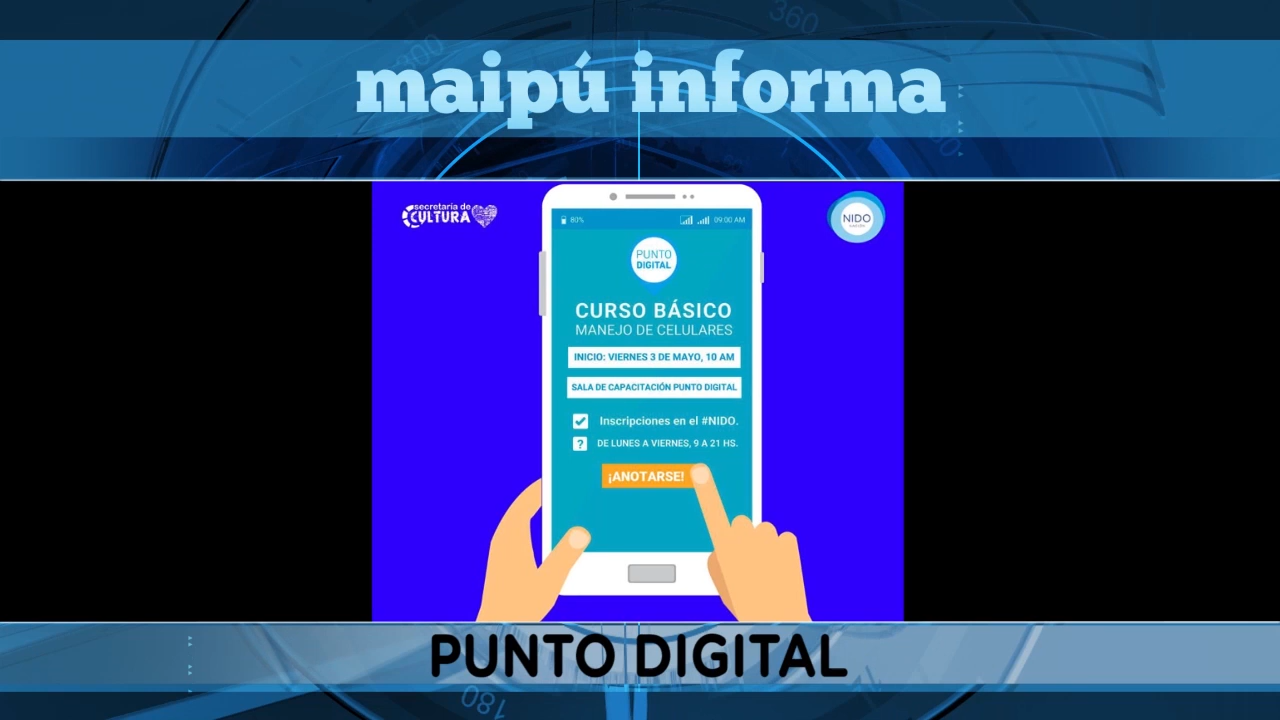 maipú informa
secretaría de
CULTURA
NIDO
80%
09:00 AM
PUNTO
DIGITAL
CURSO BÁSICO
MANEJO DE CELULARES
INICIO: VIERNES 3 DE MAYO, 10 AM
SALA DE CAPACITACIÓN PUNTO DIGITAL
Inscripciones en el #NIDO.
? DE LUNES A VIERNES, 9 A 21 HS.
¡ANOTARSE!
PUNTO DIGITAL
360
180